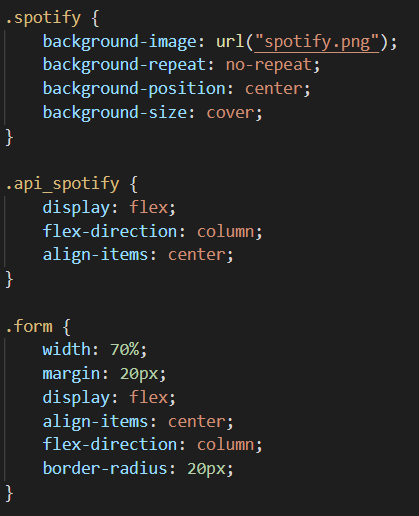 .spotify {
    background-image: url("spotify.png");
    background-repeat: no-repeat;
    background-position: center;
    background-size: cover;
}

.api_spotify {
    display: flex;
    flex-direction: column;
    align-items: center;
}

.form {
    width: 70%;
    margin: 20px;
    display: flex;
    align-items: center;
    flex-direction: column;
    border-radius: 20px;
}